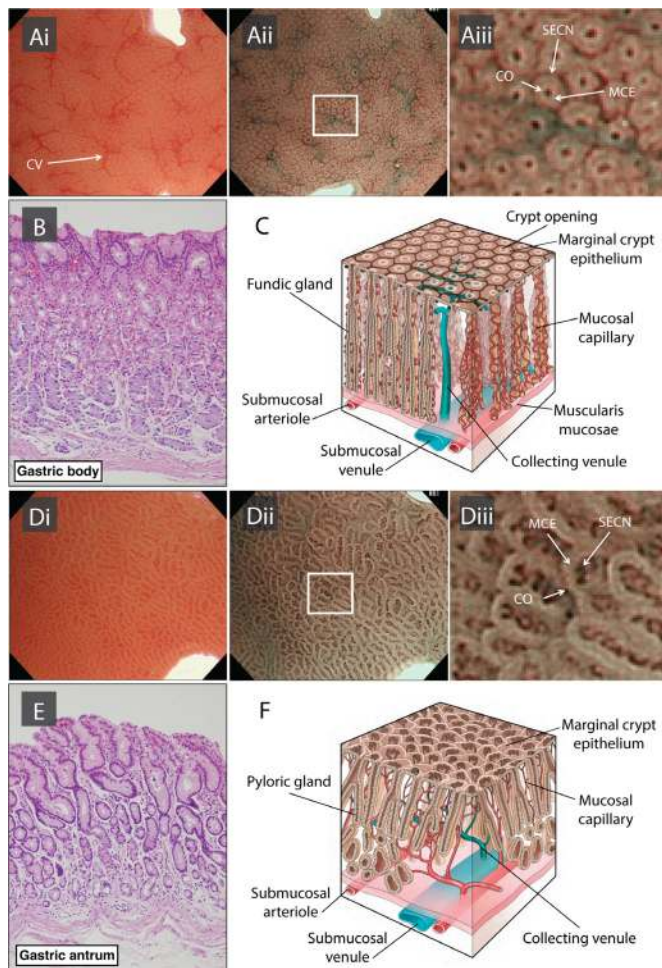 Ai
Aii
Aiii
SECN
CO
MCE
CV
B
C
Crypt opening
Marginal crypt
epithelium
Fundic gland
Mucosal
capillary
Submucosal
arteriole
Muscularis
mucosae
Submucosal
venule
Collecting venule
Gastric body
Di
Dii
Diii
MCE
SECN
CO
E
F
Marginal crypt
epithelium
Pyloric gland
Mucosal
capillary
Submucosal
arteriole
Submucosal
venule
Collecting venule
Gastric antrum